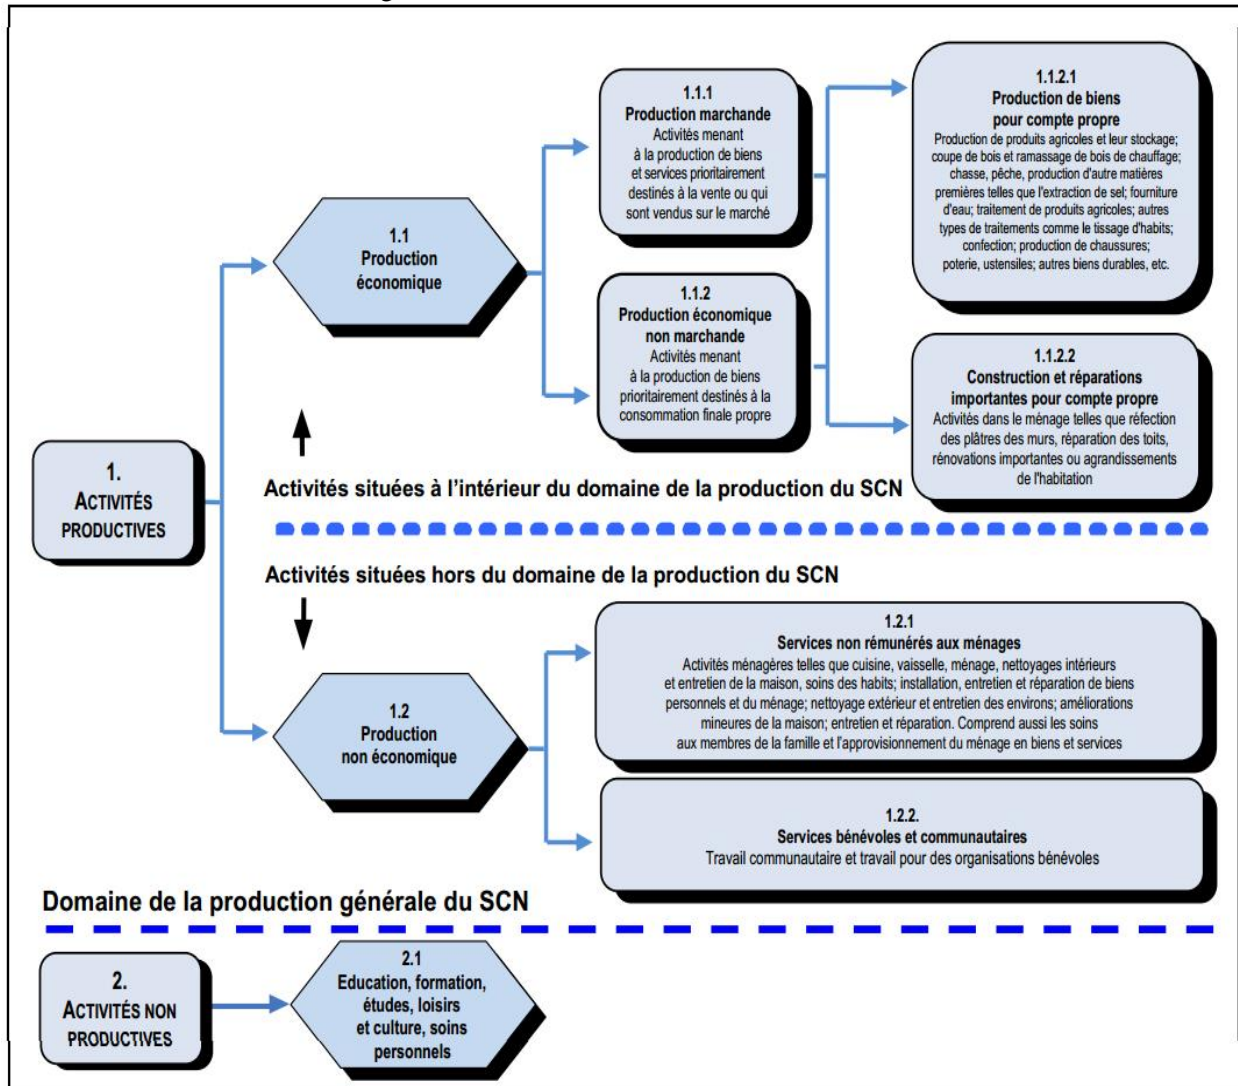 1.
ACTIVITÉS
PRODUCTIVES
1.1
Production
économique
1.1.1
Production marchande
Activités menant
à la production de biens
et services prioritairement
destinés à la vente ou qui
sont vendus sur le marché
1.1.2
Production économique
non marchande
Activités menant
à la production de biens
prioritairement destinés à la
consommation finale propre
1.1.2.1
Production de biens
pour compte propre
Production de produits agricoles et leur stockage;
coupe de bois et ramassage de bois de chauffage;
chasse, pêche, production d'autre matières
premières telles que l'extraction de sel; fourniture
d'eau; traitement de produits agricoles; autres
types de traitements comme le tissage d'habits;
confection; production de chaussures;
poterie, ustensiles; autres biens durables, etc.
1.1.2.2
Construction et réparations
importantes pour compte propre
Activités dans le ménage telles que réfection
des plâtres des murs, réparation des toits,
rénovations importantes ou agrandissements
de l'habitation
Activités situées à l'intérieur du domaine de la production du SCN
Activités situées hors du domaine de la production du SCN
1.2
Production
non économique
1.2.1
Services non rémunérés aux ménages
Activités ménagères telles que cuisine, vaisselle, ménage, nettoyages intérieurs
et entretien de la maison, soins des habits; installation, entretien et réparation de biens
personnels et du ménage; nettoyage extérieur et entretien des environs; améliorations
mineures de la maison; entretien et réparation. Comprend aussi les soins
aux membres de la famille et l'approvisionnement du ménage en biens et services
1.2.2.
Services bénévoles et communautaires
Travail communautaire et travail pour des organisations bénévoles
Domaine de la production générale du SCN
2.
ACTIVITÉS NON
PRODUCTIVES
2.1
Education, formation,
études, loisirs
et culture, soins
personnels